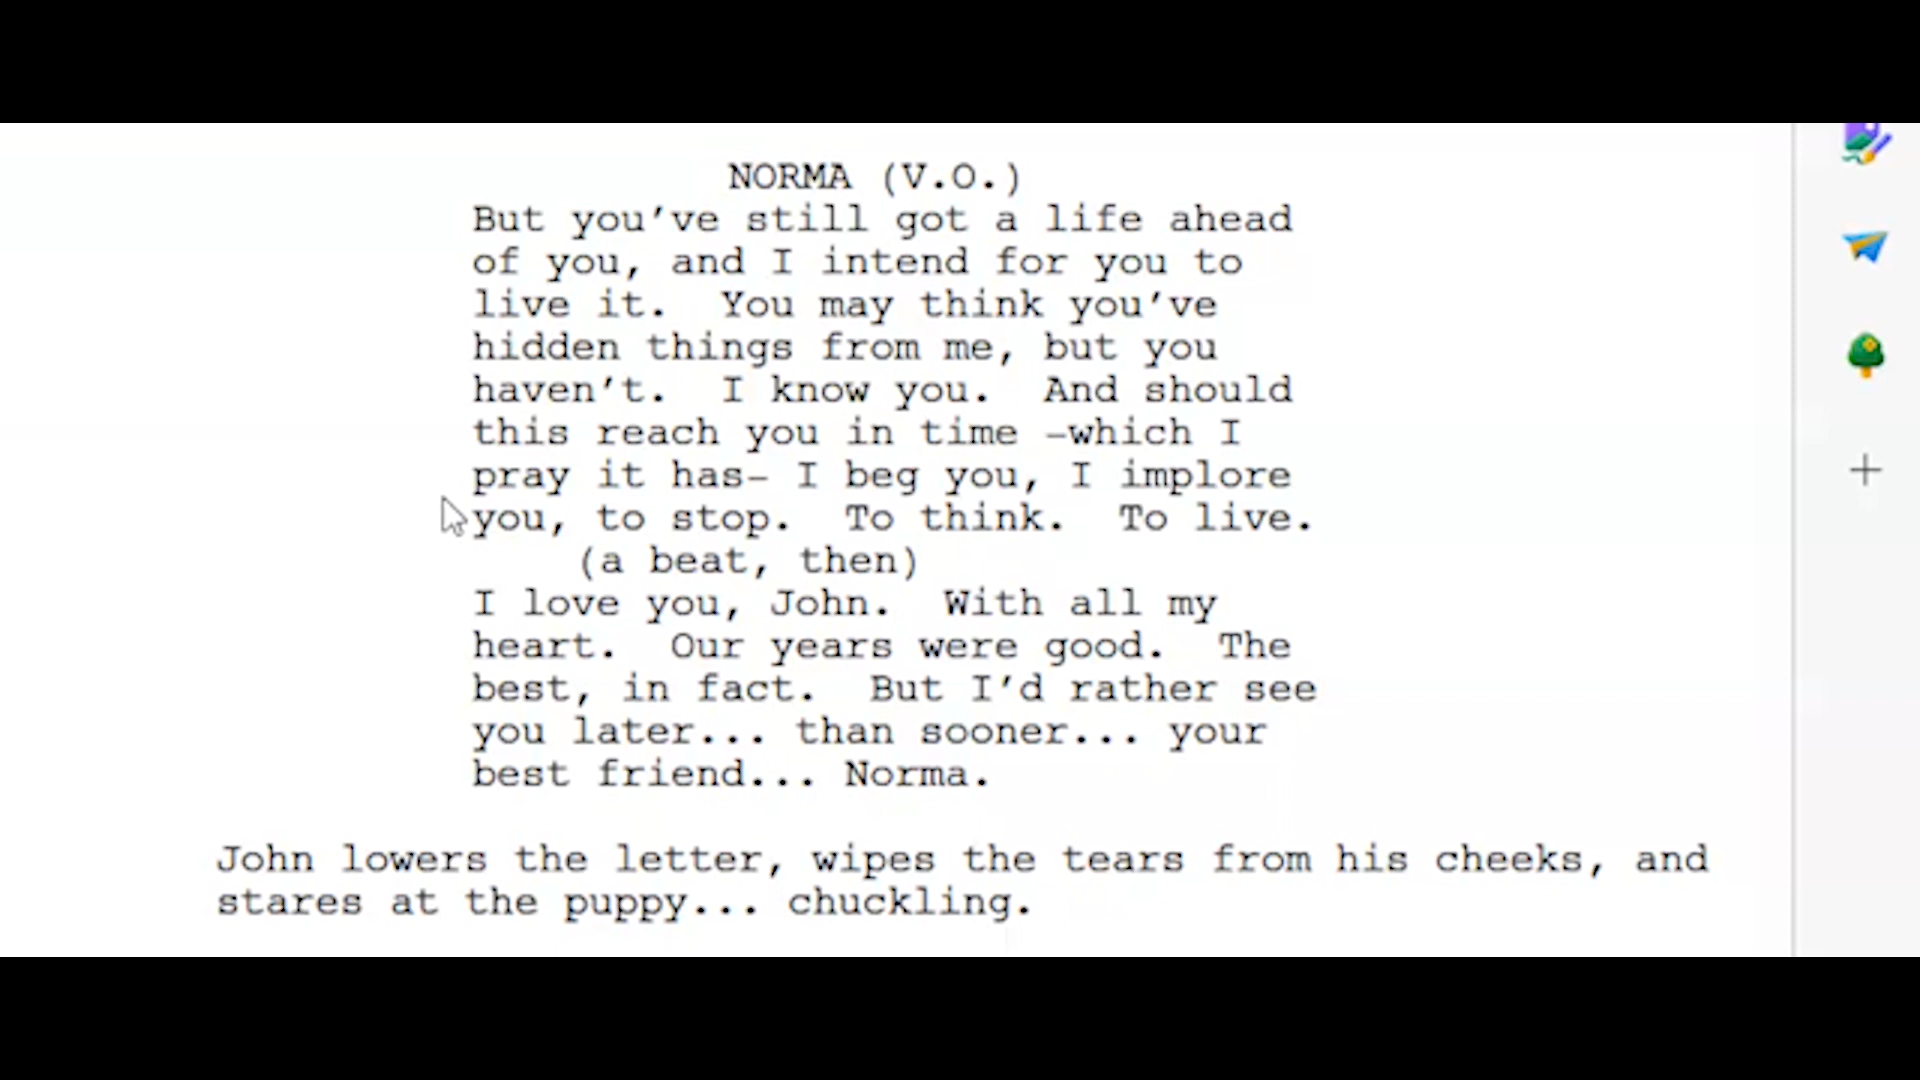 NORMA (V.O.)
But you’ve still got a life ahead
of you, and I intend for you to
live it.  You may think you’ve
hidden things from me, but you
haven’t.  I know you.  And should
this reach you in time –which I
pray it has– I beg you, I implore
you, to stop.  To think.  To live.
(a beat, then)
I love you, John.  With all my
heart.  Our years were good.  The
best, in fact.  But I’d rather see
you later... than sooner... your
best friend... Norma.
John lowers the letter, wipes the tears from his cheeks, and
stares at the puppy... chuckling.